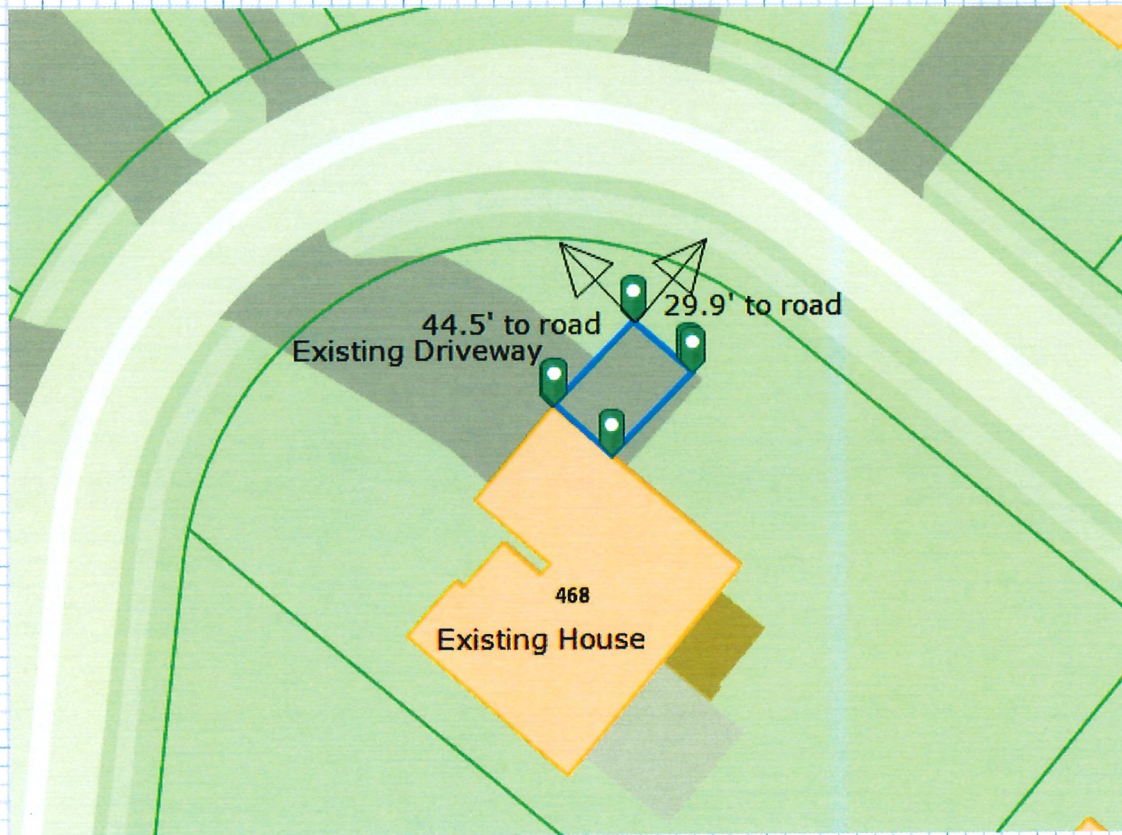 29.9' to road
44.5' to road
Existing Driveway
468
Existing House